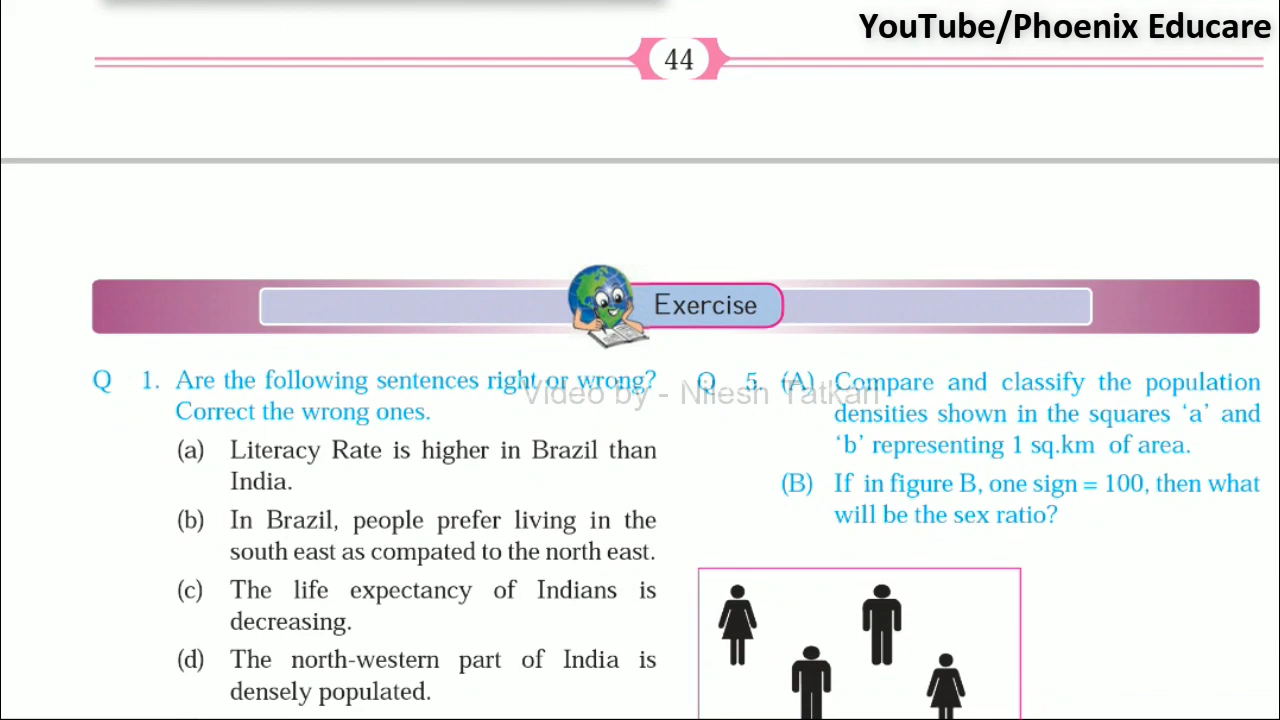 YouTube/Phoenix Educare
44
Exercise
Q 1. Are the following sentences right or wrong?
Correct the wrong ones.
(a) Literacy Rate is higher in Brazil than
India.
(b) In Brazil, people prefer living in the
south east as compated to the north east.
(c) The life expectancy of Indians is
decreasing.
(d) The north-western part of India is
densely populated.
Video by - Nilesh Tatkari
Q 5. (A) Compare and classify the population
densities shown in the squares ‘a’ and
‘b’ representing 1 sq.km of area.
(B) If in figure B, one sign = 100, then what
will be the sex ratio?